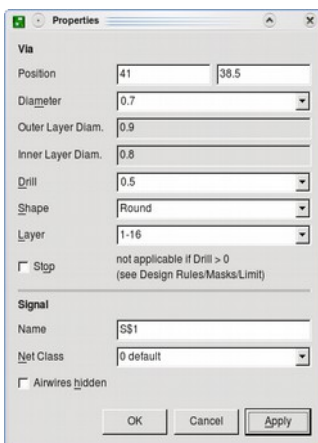 Properties
Via
Position 41 38.5
Diameter 0.7
Outer Layer Diam. 0.9
Inner Layer Diam. 0.8
Drill 0.5
Shape Round
Layer 1-16
Stop not applicable if Drill > 0
(see Design Rules/Masks/Limit)
Signal
Name S$1
Net Class 0 default
Airwires hidden
OK Cancel Apply